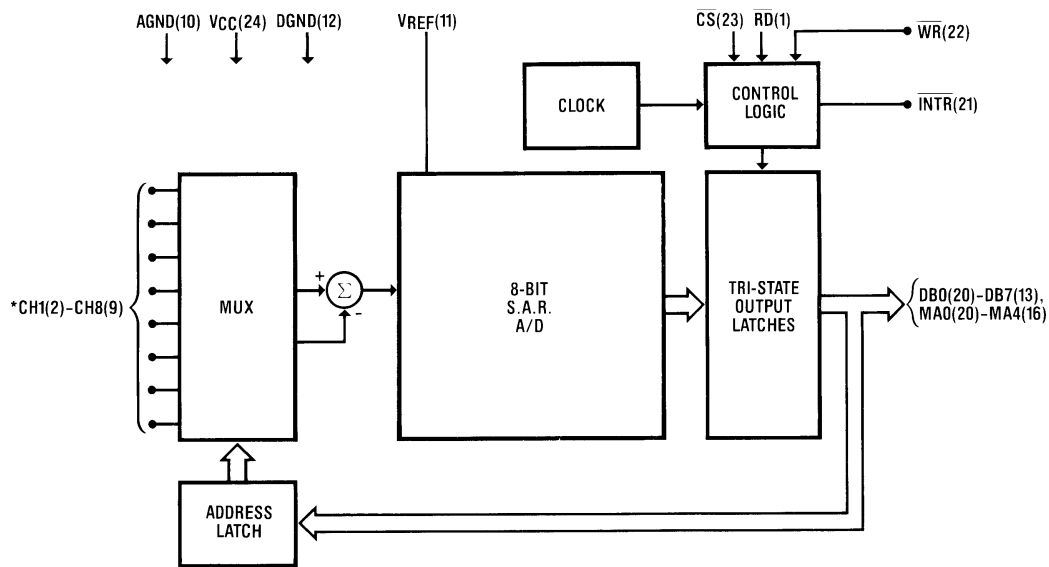 AGND(10) VCC(24) DGND(12) VREF(11) CS(23) RD(1)
WR(22)
CLOCK
CONTROL
LOGIC
INTR(21)
*CH1(2)–CH8(9)
MUX
+
Σ
-
8-BIT
S.A.R.
A/D
TRI-STATE
OUTPUT
LATCHES
DB0(20)–DB7(13),
MA0(20)–MA4(16)
ADDRESS
LATCH